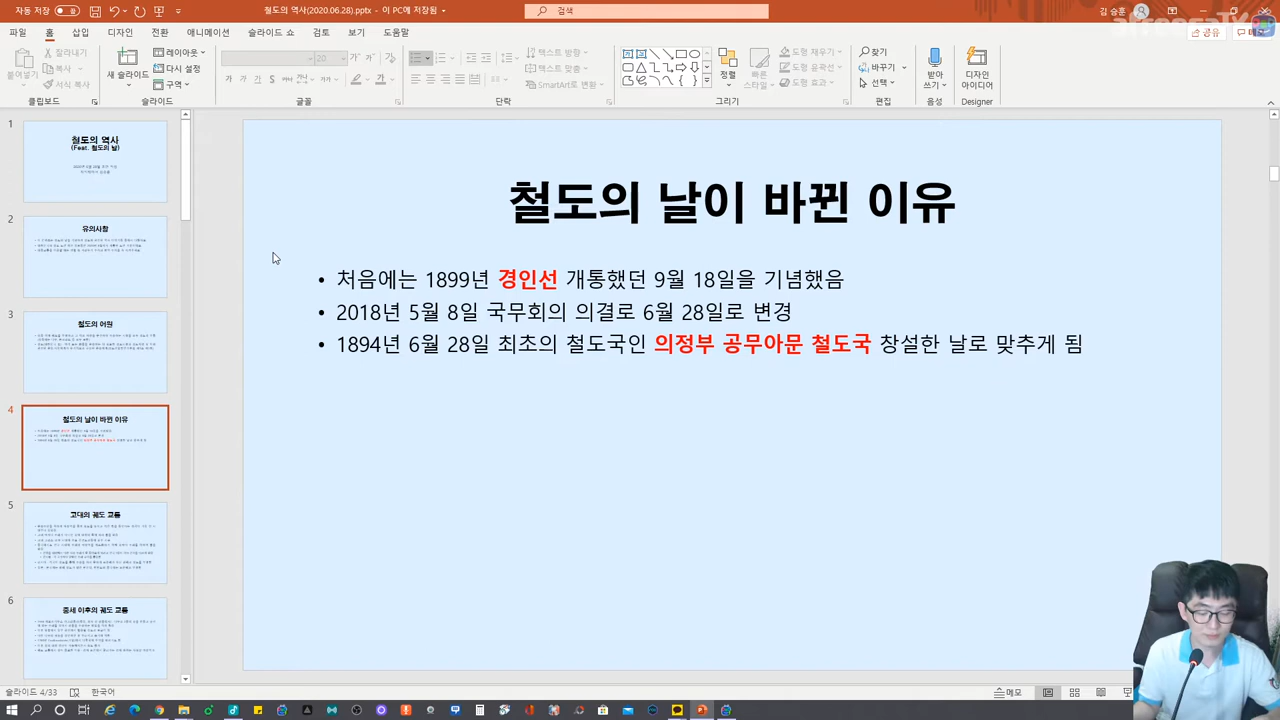 자동 저장
철도의 역사(2020.06.28).pptx - 이 PC에 저장됨
검색
김 승훈
afreecaTV
파일 홈 삽입 디자인 전환 애니메이션 슬라이드 쇼 검토 보기 도움말
공유
붙여넣기
잘라내기
복사
서식 복사
클립보드
새 슬라이드
레이아웃
다시 설정
구역
슬라이드
20
글꼴
텍스트 방향
텍스트 맞춤
SmartArt로 변환
단락
정렬
빠른 스타일
도형 채우기
도형 윤곽선
도형 효과
그리기
찾기
바꾸기
선택
편집
받아쓰기
음성
디자인 아이디어
Designer
1
철도의 역사
(Feat. 철도의 날)
2
유의사항
3
철도의 어원
4
철도의 날이 바뀐 이유
5
고대의 궤도 교통
6
중세 이후의 궤도 교통
철도의 날이 바뀐 이유
• 처음에는 1899년 경인선 개통했던 9월 18일을 기념했음
• 2018년 5월 8일 국무회의 의결로 6월 28일로 변경
• 1894년 6월 28일 최초의 철도국인 의정부 공무아문 철도국 창설한 날로 맞추게 됨
슬라이드 4/33
한국어
메모